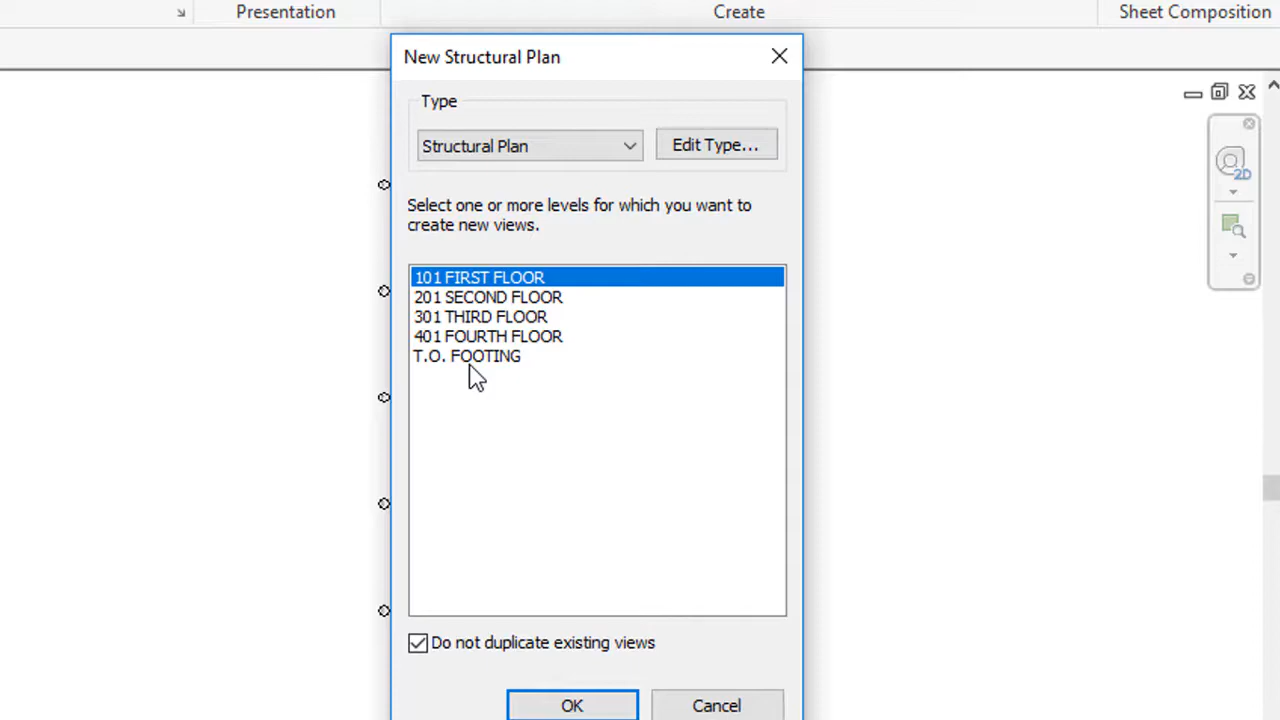 Presentation
Create
Sheet Composition
New Structural Plan
Type
Structural Plan
Edit Type...
2D
Select one or more levels for which you want to
create new views.
101 FIRST FLOOR
201 SECOND FLOOR
301 THIRD FLOOR
401 FOURTH FLOOR
T.O. FOOTING
Do not duplicate existing views
OK
Cancel